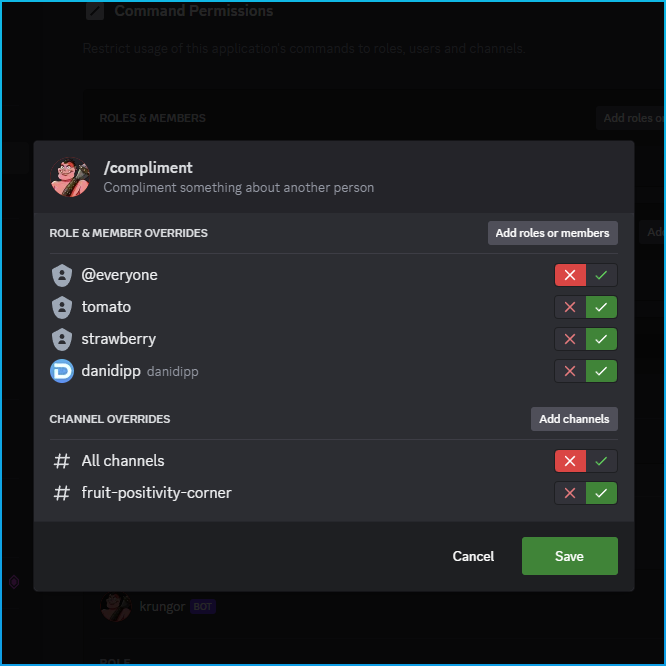 Command Permissions
Restrict usage of this application's commands to roles, users and channels.
ROLES & MEMBERS
Add roles or
/compliment
Compliment something about another person
ROLE & MEMBER OVERRIDES
Add roles or members
Add
@everyone
tomato
strawberry
danidipp danidipp
CHANNEL OVERRIDES
Add channels
All channels
fruit-positivity-corner
Cancel
Save
krungor BOT
ROLE